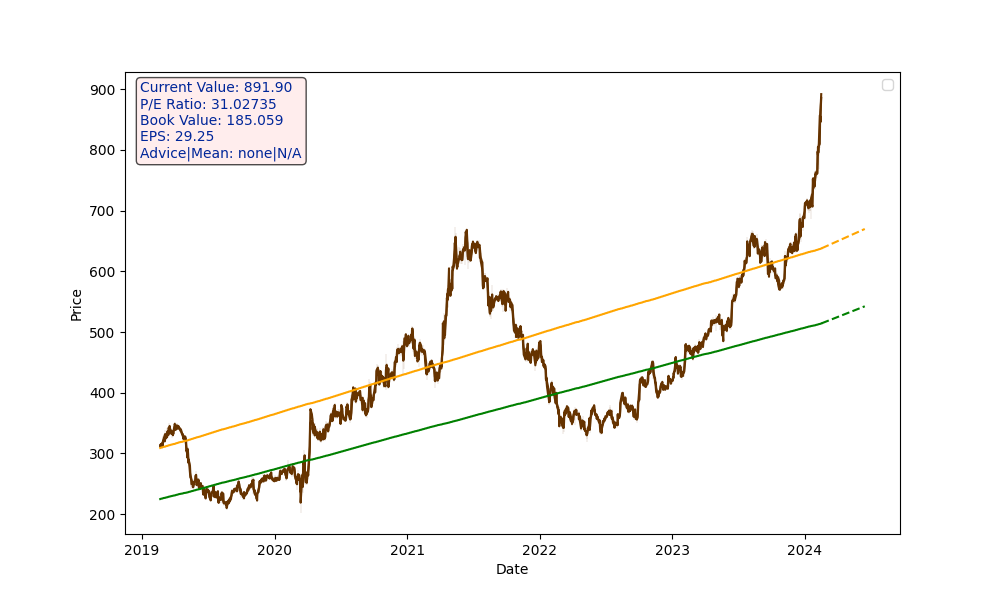 Current Value: 891.90
P/E Ratio: 31.02735
Book Value: 185.059
EPS: 29.25
Advice|Mean: none|N/A
900
800
700
600
500
400
300
200
Price
2019 2020 2021 2022 2023 2024
Date